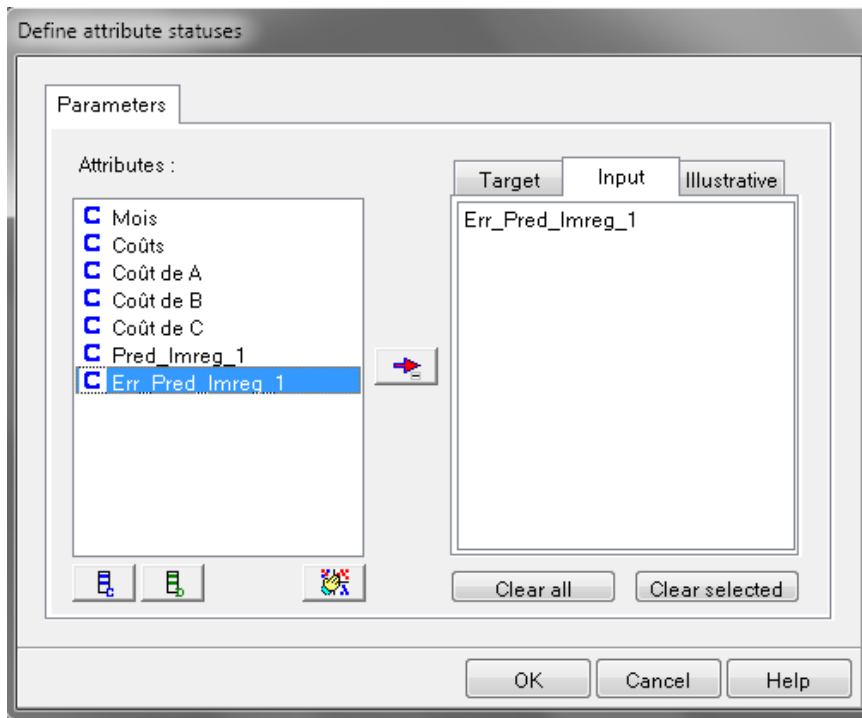 Define attribute statuses
Parameters
Attributes :
C Mois
C Coûts
C Coût de A
C Coût de B
C Coût de C
C Pred_lmreg_1
C Err_Pred_lmreg_1
Target Input Illustrative
Err_Pred_lmreg_1
Clear all Clear selected
OK Cancel Help